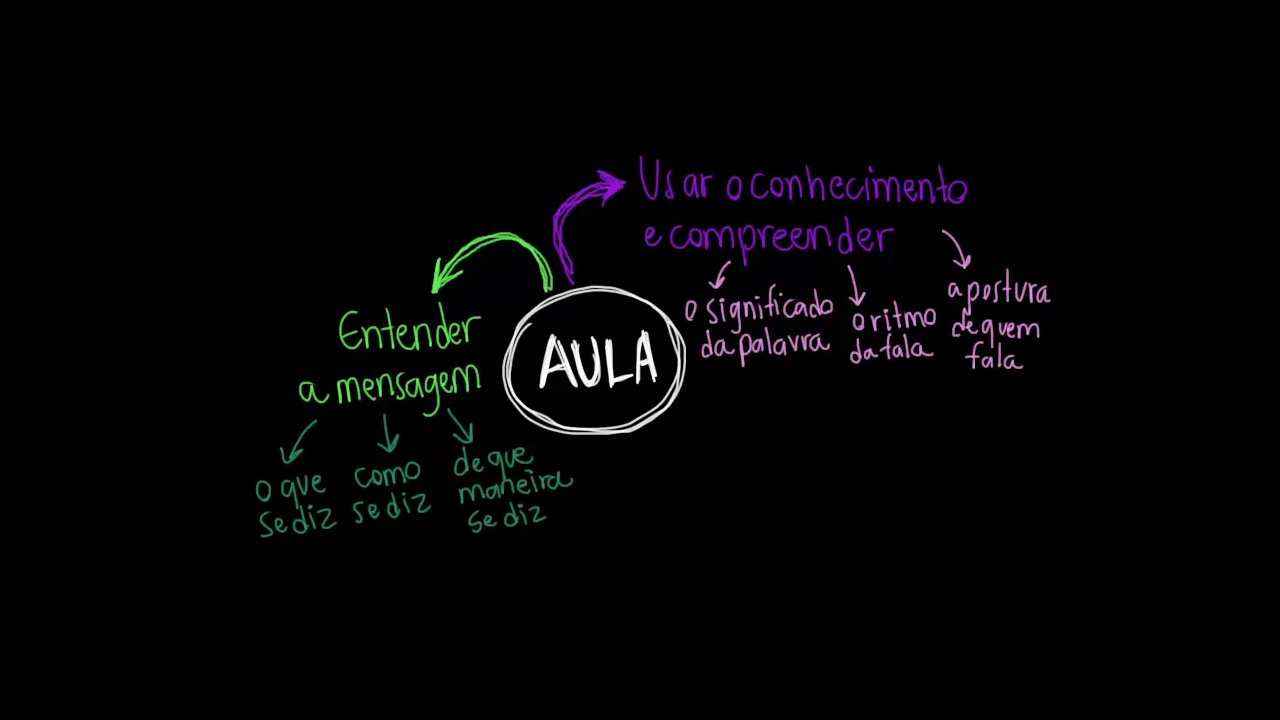 Usar o conhecimento
e compreender
o significado
da palavra
o ritmo
da fala
a postura
de quem
fala
AULA
Entender
a mensagem
o que
se diz
como
se diz
de que
maneira
se diz